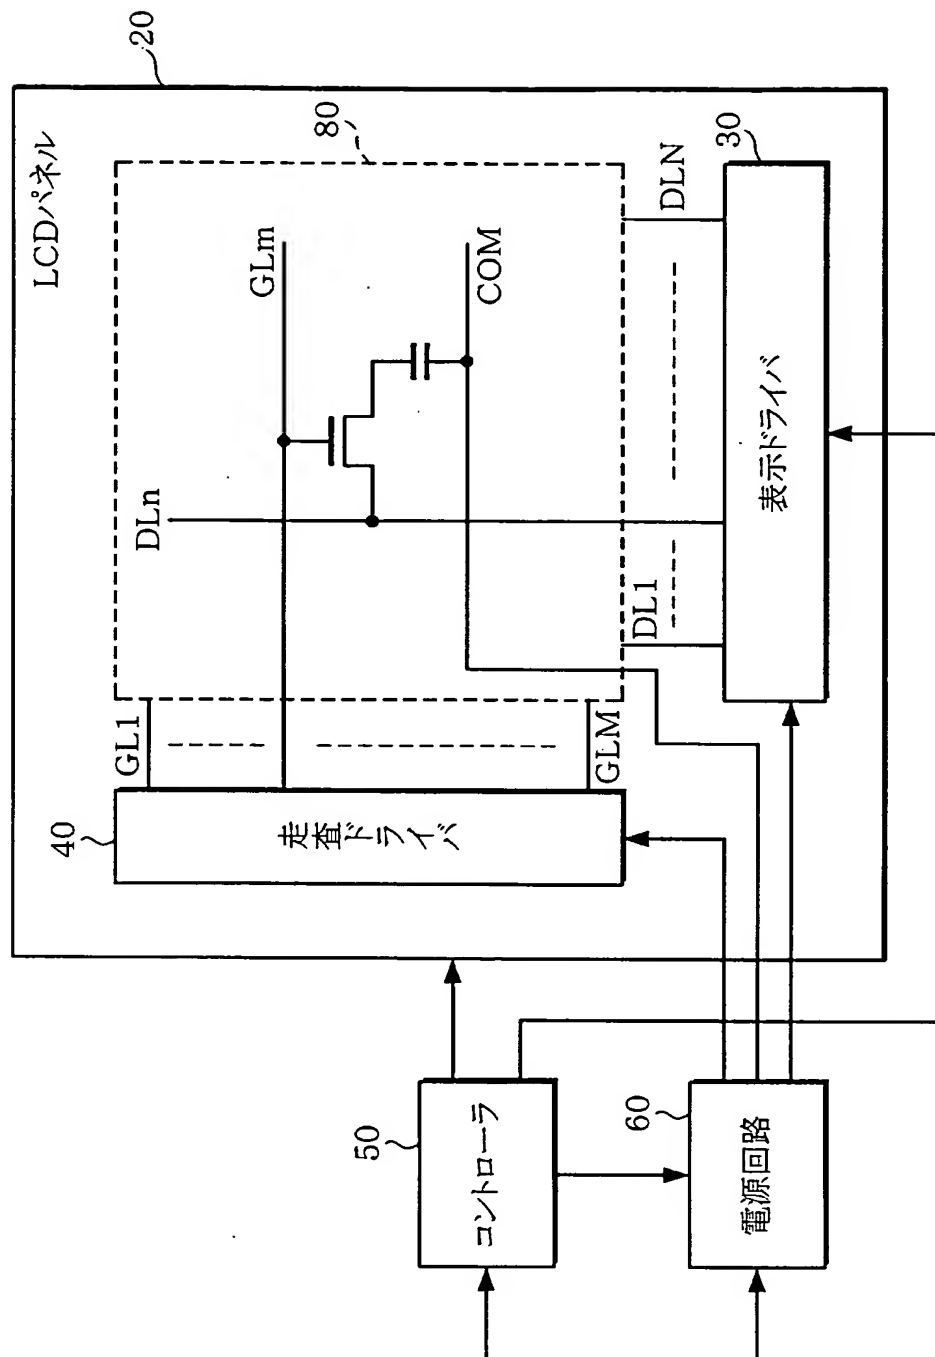 20
LCDパネル
80
GLm
COM
DLn
DLN
30
DL1
表示ドライバ
GL1
GLM
40
走査ドライバ
50
コントローラ
60
電源回路